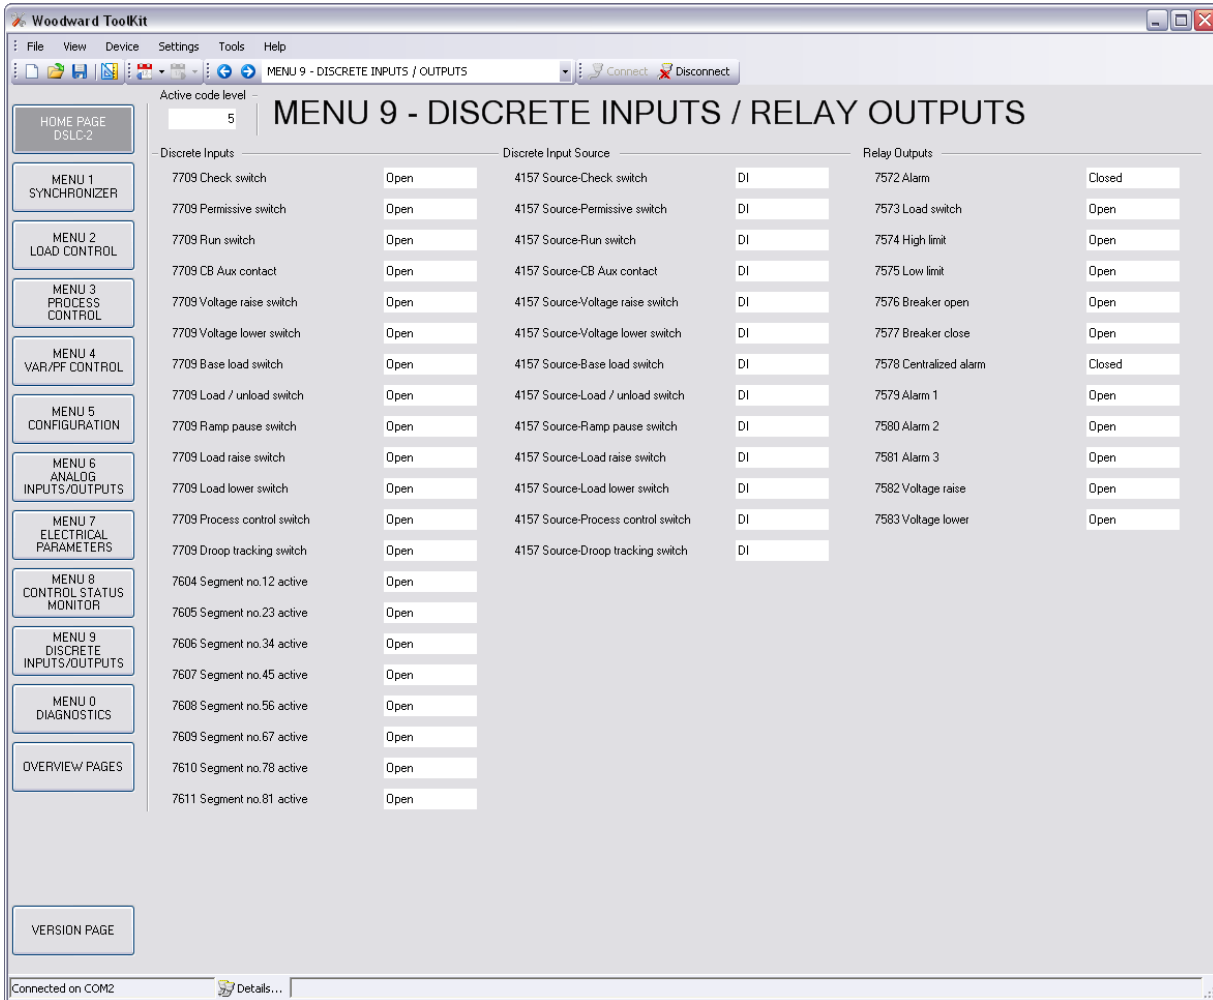 Woodward ToolKit
File View Device Settings Tools Help
MENU 9 - DISCRETE INPUTS / OUTPUTS Connect Disconnect
HOME PAGE
DSLC-2
MENU 1
SYNCHRONIZER
MENU 2
LOAD CONTROL
MENU 3
PROCESS
CONTROL
MENU 4
VAR/PF CONTROL
MENU 5
CONFIGURATION
MENU 6
ANALOG
INPUTS/OUTPUTS
MENU 7
ELECTRICAL
PARAMETERS
MENU 8
CONTROL STATUS
MONITOR
MENU 9
DISCRETE
INPUTS/OUTPUTS
MENU 0
DIAGNOSTICS
OVERVIEW PAGES
VERSION PAGE
Active code level
5
MENU 9 - DISCRETE INPUTS / RELAY OUTPUTS
Discrete Inputs
7709 Check switch Open
7709 Permissive switch Open
7709 Run switch Open
7709 CB Aux contact Open
7709 Voltage raise switch Open
7709 Voltage lower switch Open
7709 Base load switch Open
7709 Load / unload switch Open
7709 Ramp pause switch Open
7709 Load raise switch Open
7709 Load lower switch Open
7709 Process control switch Open
7709 Droop tracking switch Open
7604 Segment no.12 active Open
7605 Segment no.23 active Open
7606 Segment no.34 active Open
7607 Segment no.45 active Open
7608 Segment no.56 active Open
7609 Segment no.67 active Open
7610 Segment no.78 active Open
7611 Segment no.81 active Open
Discrete Input Source
4157 Source-Check switch DI
4157 Source-Permissive switch DI
4157 Source-Run switch DI
4157 Source-CB Aux contact DI
4157 Source-Voltage raise switch DI
4157 Source-Voltage lower switch DI
4157 Source-Base load switch DI
4157 Source-Load / unload switch DI
4157 Source-Ramp pause switch DI
4157 Source-Load raise switch DI
4157 Source-Load lower switch DI
4157 Source-Process control switch DI
4157 Source-Droop tracking switch DI
Relay Outputs
7572 Alarm Closed
7573 Load switch Open
7574 High limit Open
7575 Low limit Open
7576 Breaker open Open
7577 Breaker close Open
7578 Centralized alarm Closed
7579 Alarm 1 Open
7580 Alarm 2 Open
7581 Alarm 3 Open
7582 Voltage raise Open
7583 Voltage lower Open
Connected on COM2 Details...